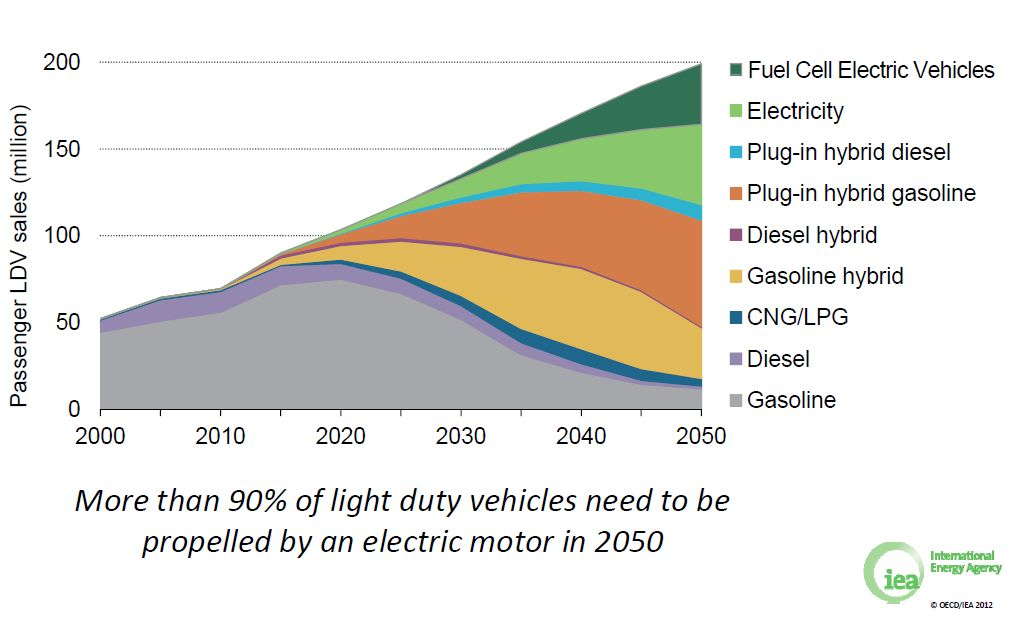 200
150
100
50
0
Passenger LDV sales (million)
2000
2010
2020
2030
2040
2050
Fuel Cell Electric Vehicles
Electricity
Plug-in hybrid diesel
Plug-in hybrid gasoline
Diesel hybrid
Gasoline hybrid
CNG/LPG
Diesel
Gasoline
More than 90% of light duty vehicles need to be
propelled by an electric motor in 2050
iea
International
Energy Agency
© OECD/IEA 2012